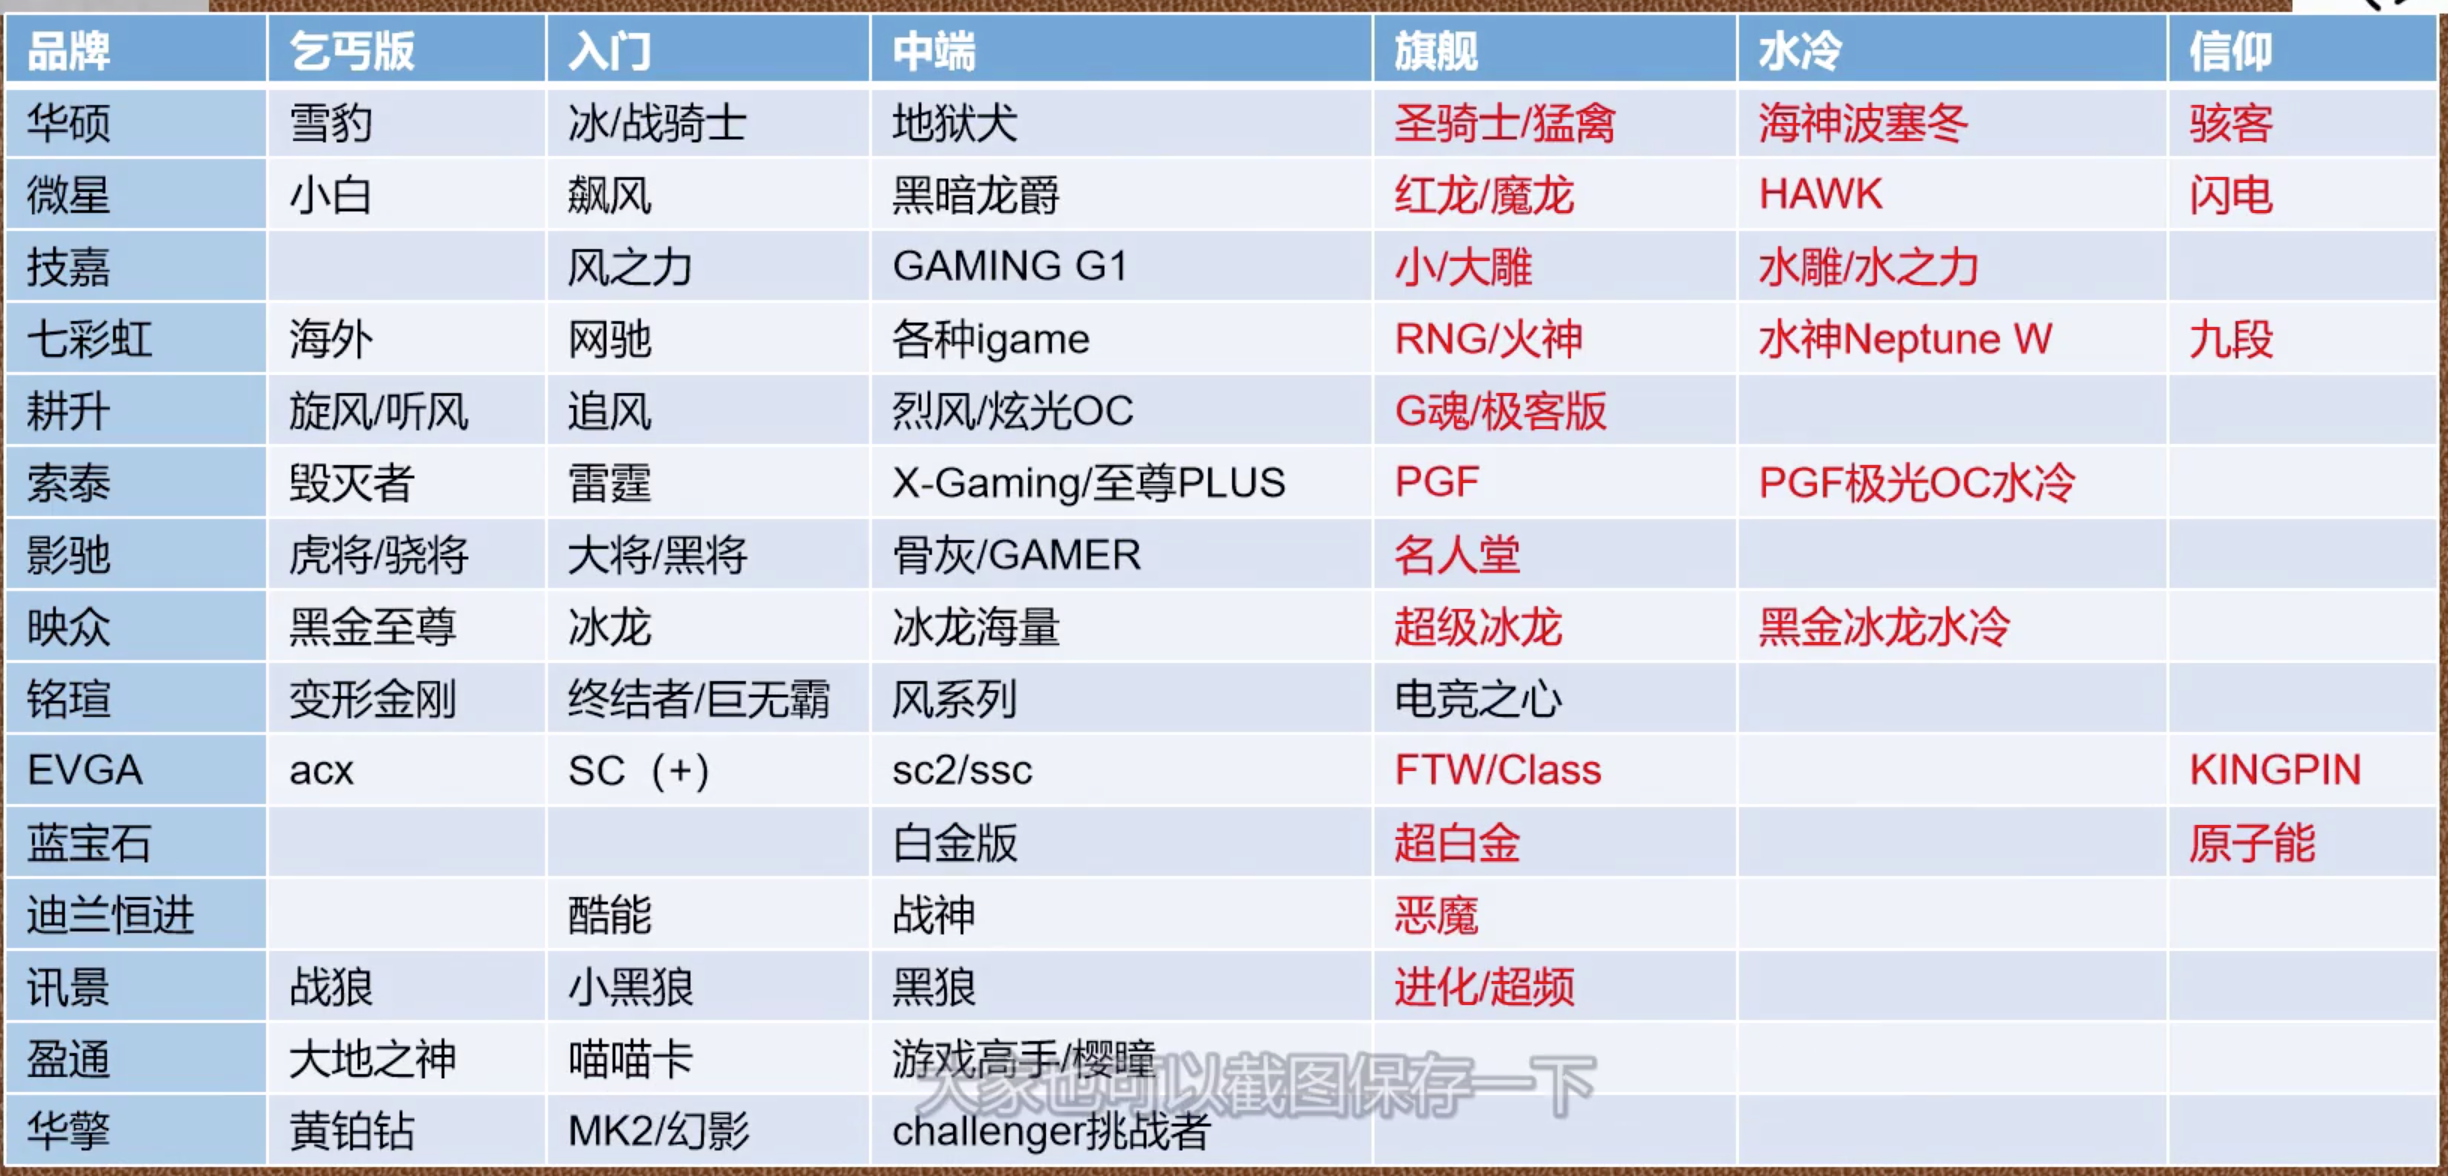 品牌 乞丐版 入门 中端 旗舰 水冷 信仰
华硕 雪豹 冰/战骑士 地狱犬 圣骑士/猛禽 海神波塞冬 骇客
微星 小白 飙风 黑暗龙爵 红龙/魔龙 HAWK 闪电
技嘉 风之力 GAMING G1 小/大雕 水雕/水之力
七彩虹 海外 网驰 各种igame RNG/火神 水神Neptune W 九段
耕升 旋风/听风 追风 烈风/炫光OC G魂/极客版
索泰 毁灭者 雷霆 X-Gaming/至尊PLUS PGF PGF极光OC水冷
影驰 虎将/骁将 大将/黑将 骨灰/GAMER 名人堂
映众 黑金至尊 冰龙 冰龙海量 超级冰龙 黑金冰龙水冷
铭瑄 变形金刚 终结者/巨无霸 风系列 电竞之心
EVGA acx SC（+） sc2/ssc FTW/Class KINGPIN
蓝宝石 白金版 超白金 原子能
迪兰恒进 酷能 战神 恶魔
讯景 战狼 小黑狼 黑狼 进化/超频
盈通 大地之神 喵喵卡 游戏高手/樱瞳
大家也可以截图保存一下
华擎 黄铂钻 MK2/幻影 challenger挑战者